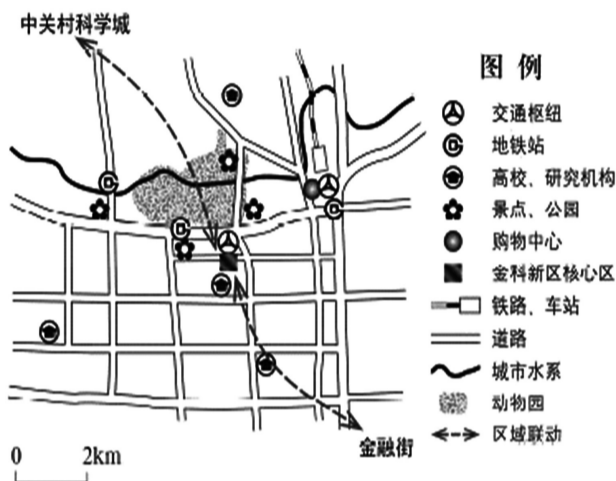 中关村科学城
图例
交通枢纽
地铁站
高校、研究机构
景点、公园
购物中心
金科新区核心区
铁路、车站
道路
城市水系
动物园
区域联动
金融街
0 2km